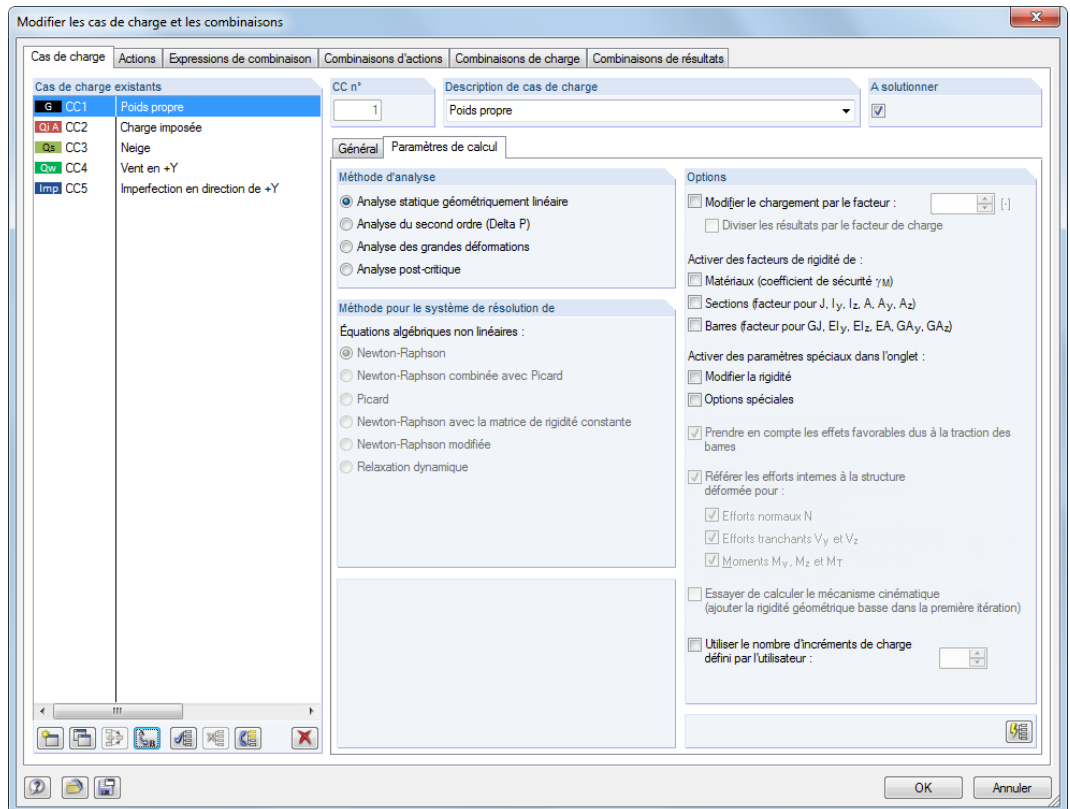 Modifier les cas de charge et les combinaisons
Cas de charge Actions Expressions de combinaison Combinaisons d'actions Combinaisons de charge Combinaisons de résultats
Cas de charge existants
G CC1 Poids propre
Qi A CC2 Charge imposée
Qs CC3 Neige
Qw CC4 Vent en +Y
Imp CC5 Imperfection en direction de +Y
CC n°
1
Description de cas de charge
Poids propre
A solutionner
Général Paramètres de calcul
Méthode d'analyse
Analyse statique géométriquement linéaire
Analyse du second ordre (Delta P)
Analyse des grandes déformations
Analyse post-critique
Méthode pour le système de résolution de
Équations algébriques non linéaires :
Newton-Raphson
Newton-Raphson combinée avec Picard
Picard
Newton-Raphson avec la matrice de rigidité constante
Newton-Raphson modifiée
Relaxation dynamique
Options
Modifier le chargement par le facteur : [-]
Diviser les résultats par le facteur de charge
Activer des facteurs de rigidité de :
Matériaux (coefficient de sécurité γM)
Sections (facteur pour J, Iy, Iz, A, Ay, Az)
Barres (facteur pour GJ, EIy, EIz, EA, GAy, GAz)
Activer des paramètres spéciaux dans l'onglet :
Modifier la rigidité
Options spéciales
Prendre en compte les effets favorables dus à la traction des
barres
Référer les efforts internes à la structure
déformée pour :
Efforts normaux N
Efforts tranchants Vy et Vz
Moments My, Mz et MT
Essayer de calculer le mécanisme cinématique
(ajouter la rigidité géométrique basse dans la première itération)
Utiliser le nombre d'incréments de charge
défini par l'utilisateur :
OK Annuler